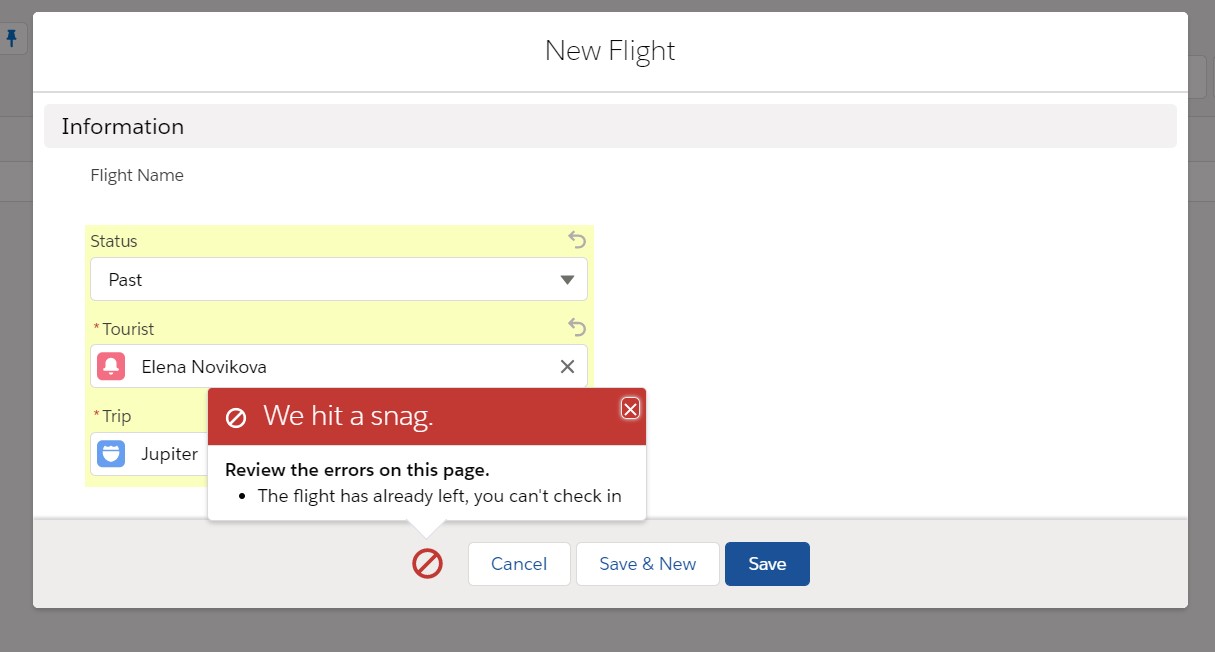 New Flight
Information
Flight Name
Status
Past
*Tourist
Elena Novikova
*Trip
Jupiter
We hit a snag.
Review the errors on this page.
• The flight has already left, you can't check in
Cancel
Save & New
Save